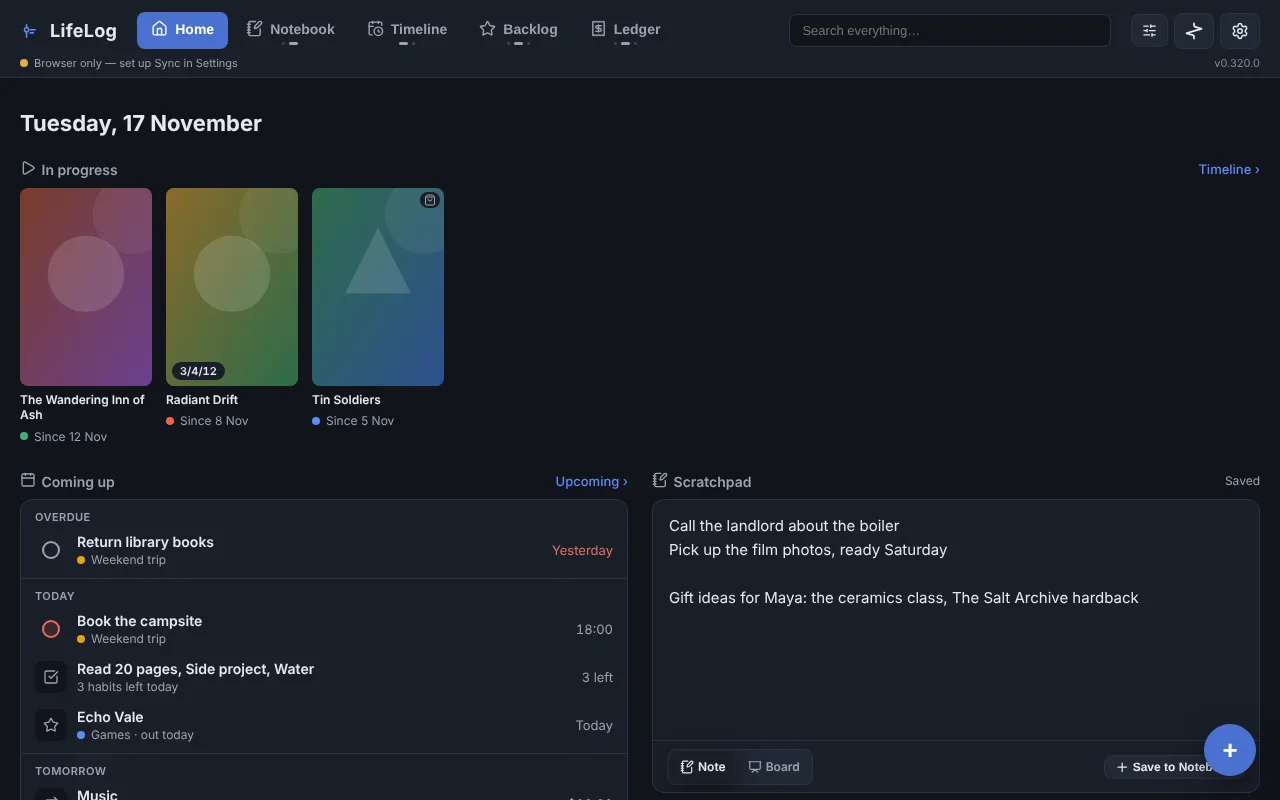 LifeLog
Home
Notebook
Timeline
Backlog
Ledger
Search everything…
Browser only — set up Sync in Settings
v0.320.0
Tuesday, 17 November
In progress
Timeline ›
3/4/12
The Wandering Inn of
Ash
Since 12 Nov
Radiant Drift
Since 8 Nov
Tin Soldiers
Since 5 Nov
Coming up
Upcoming ›
OVERDUE
Return library books
Weekend trip
Yesterday
TODAY
Book the campsite
Weekend trip
18:00
Read 20 pages, Side project, Water
3 habits left today
3 left
Echo Vale
Games · out today
Today
TOMORROW
Music
Scratchpad
Saved
Call the landlord about the boiler
Pick up the film photos, ready Saturday
Gift ideas for Maya: the ceramics class, The Salt Archive hardback
Note
Board
Save to Noteb